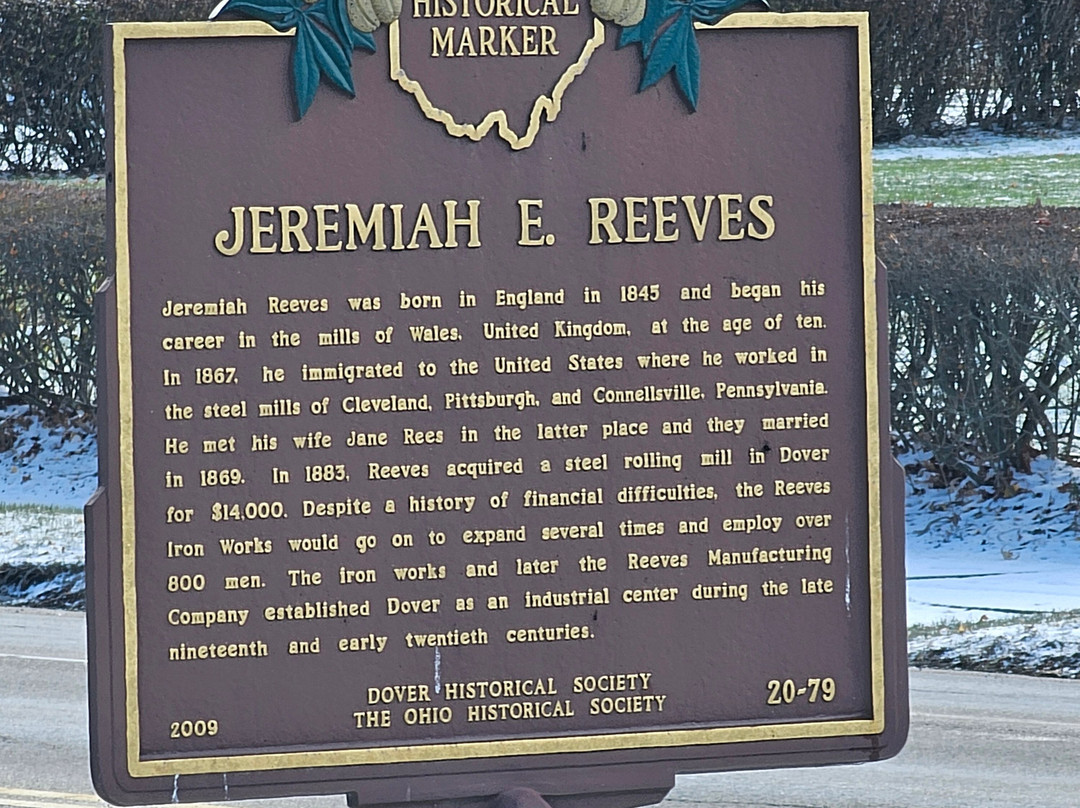 HISTORICAL
MARKER
JEREMIAH E. REEVES
Jeremiah Reeves was born in England in 1845 and began his
career in the mills of Wales, United Kingdom, at the age of ten.
In 1867, he immigrated to the United States where he worked in
the steel mills of Cleveland, Pittsburgh, and Connellsville, Pennsylvania.
He met his wife Jane Rees in the latter place and they married
in 1869. In 1883, Reeves acquired a steel rolling mill in Dover
for $14,000. Despite a history of financial difficulties, the Reeves
Iron Works would go on to expand several times and employ over
800 men. The iron works and later the Reeves Manufacturing
Company established Dover as an industrial center during the late
nineteenth and early twentieth centuries.
DOVER HISTORICAL SOCIETY
THE OHIO HISTORICAL SOCIETY
20-79
2009